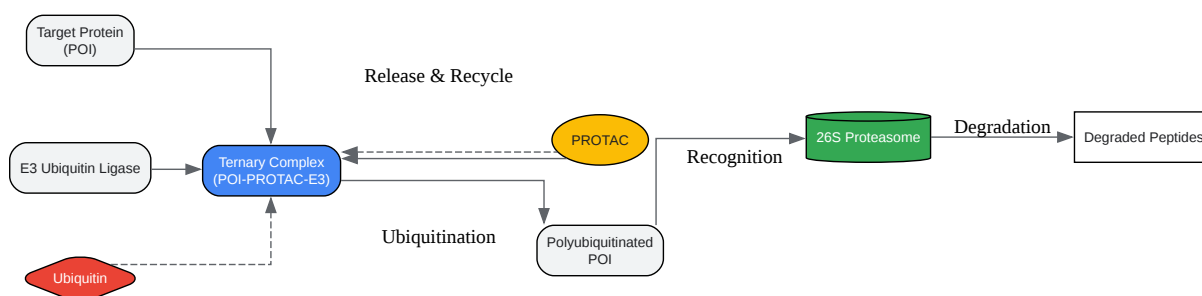 Target Protein
(POI)
Release & Recycle
PROTAC
26S Proteasome
Degradation
Degraded Peptides
Recognition
E3 Ubiquitin Ligase
Ternary Complex
(POI-PROTAC-E3)
Ubiquitination
Polyubiquitinated
POI
Ubiquitin